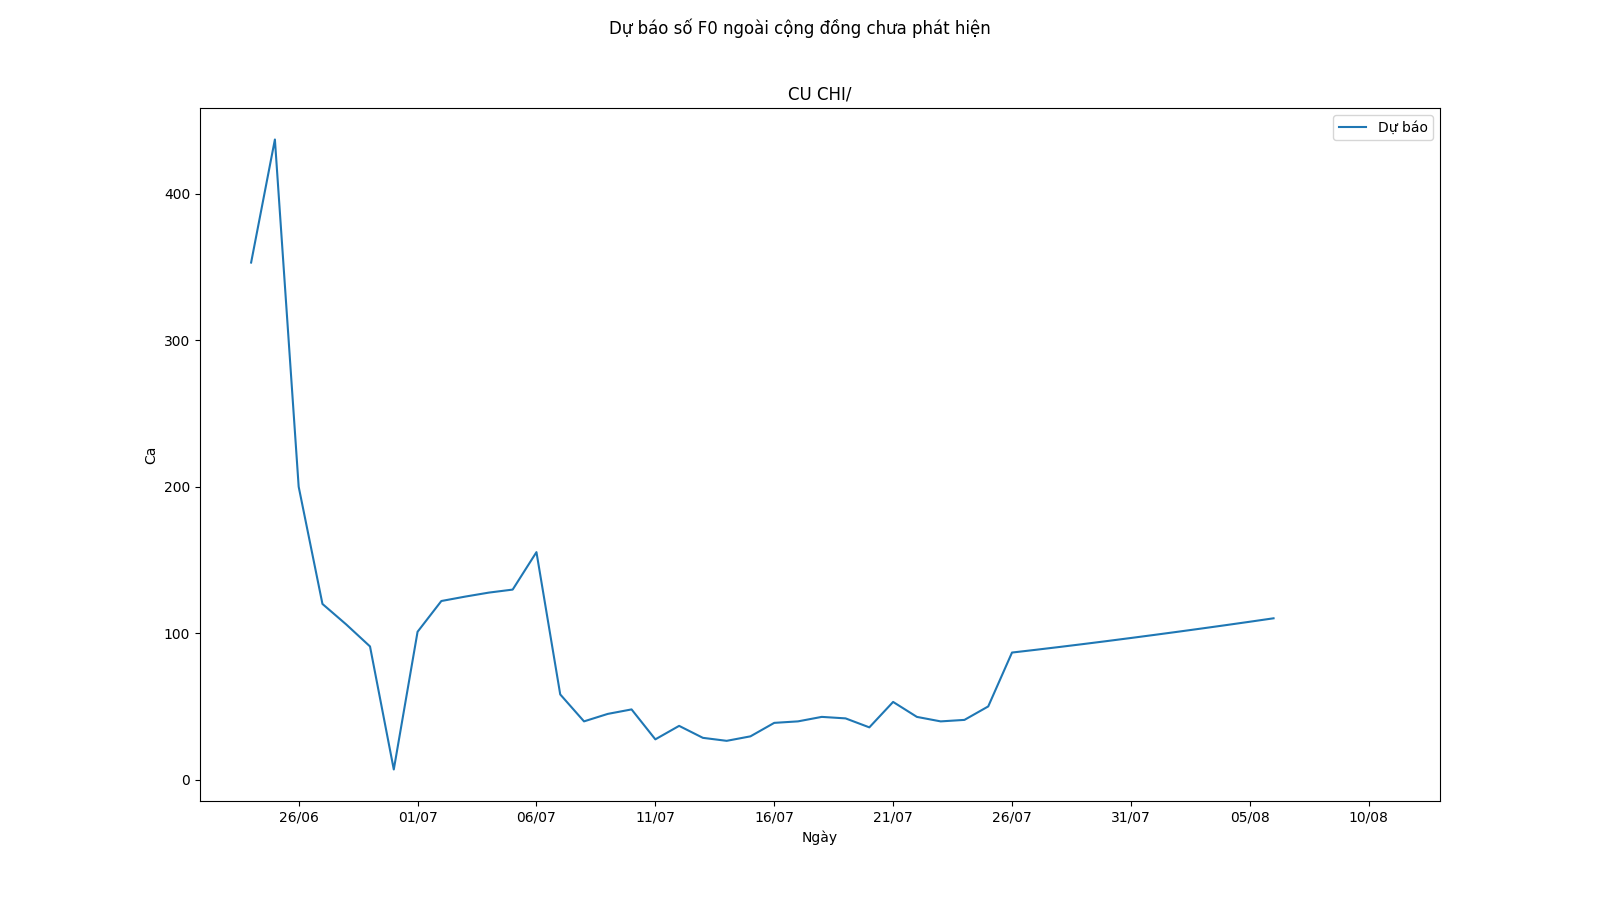 Dự báo số F0 ngoài cộng đồng chưa phát hiện
CU CHI/
Dự báo
400
300
200
100
0
Ca
26/06 01/07 06/07 11/07 16/07 21/07 26/07 31/07 05/08 10/08
Ngày